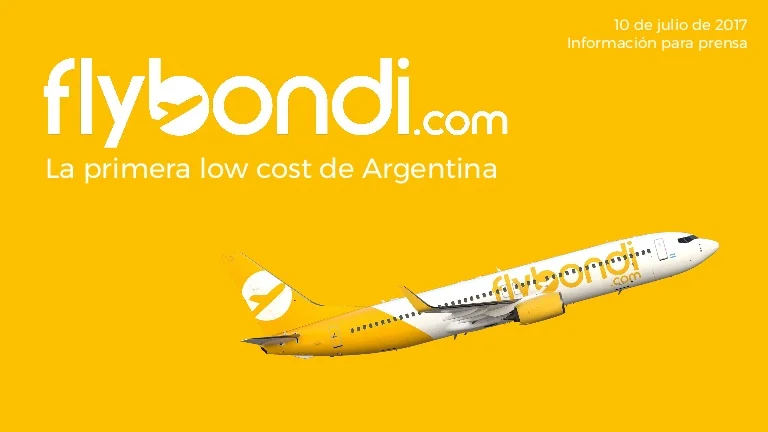 10 de julio de 2017
Información para prensa
flybondi.com
La primera low cost de Argentina
flybondi
.com